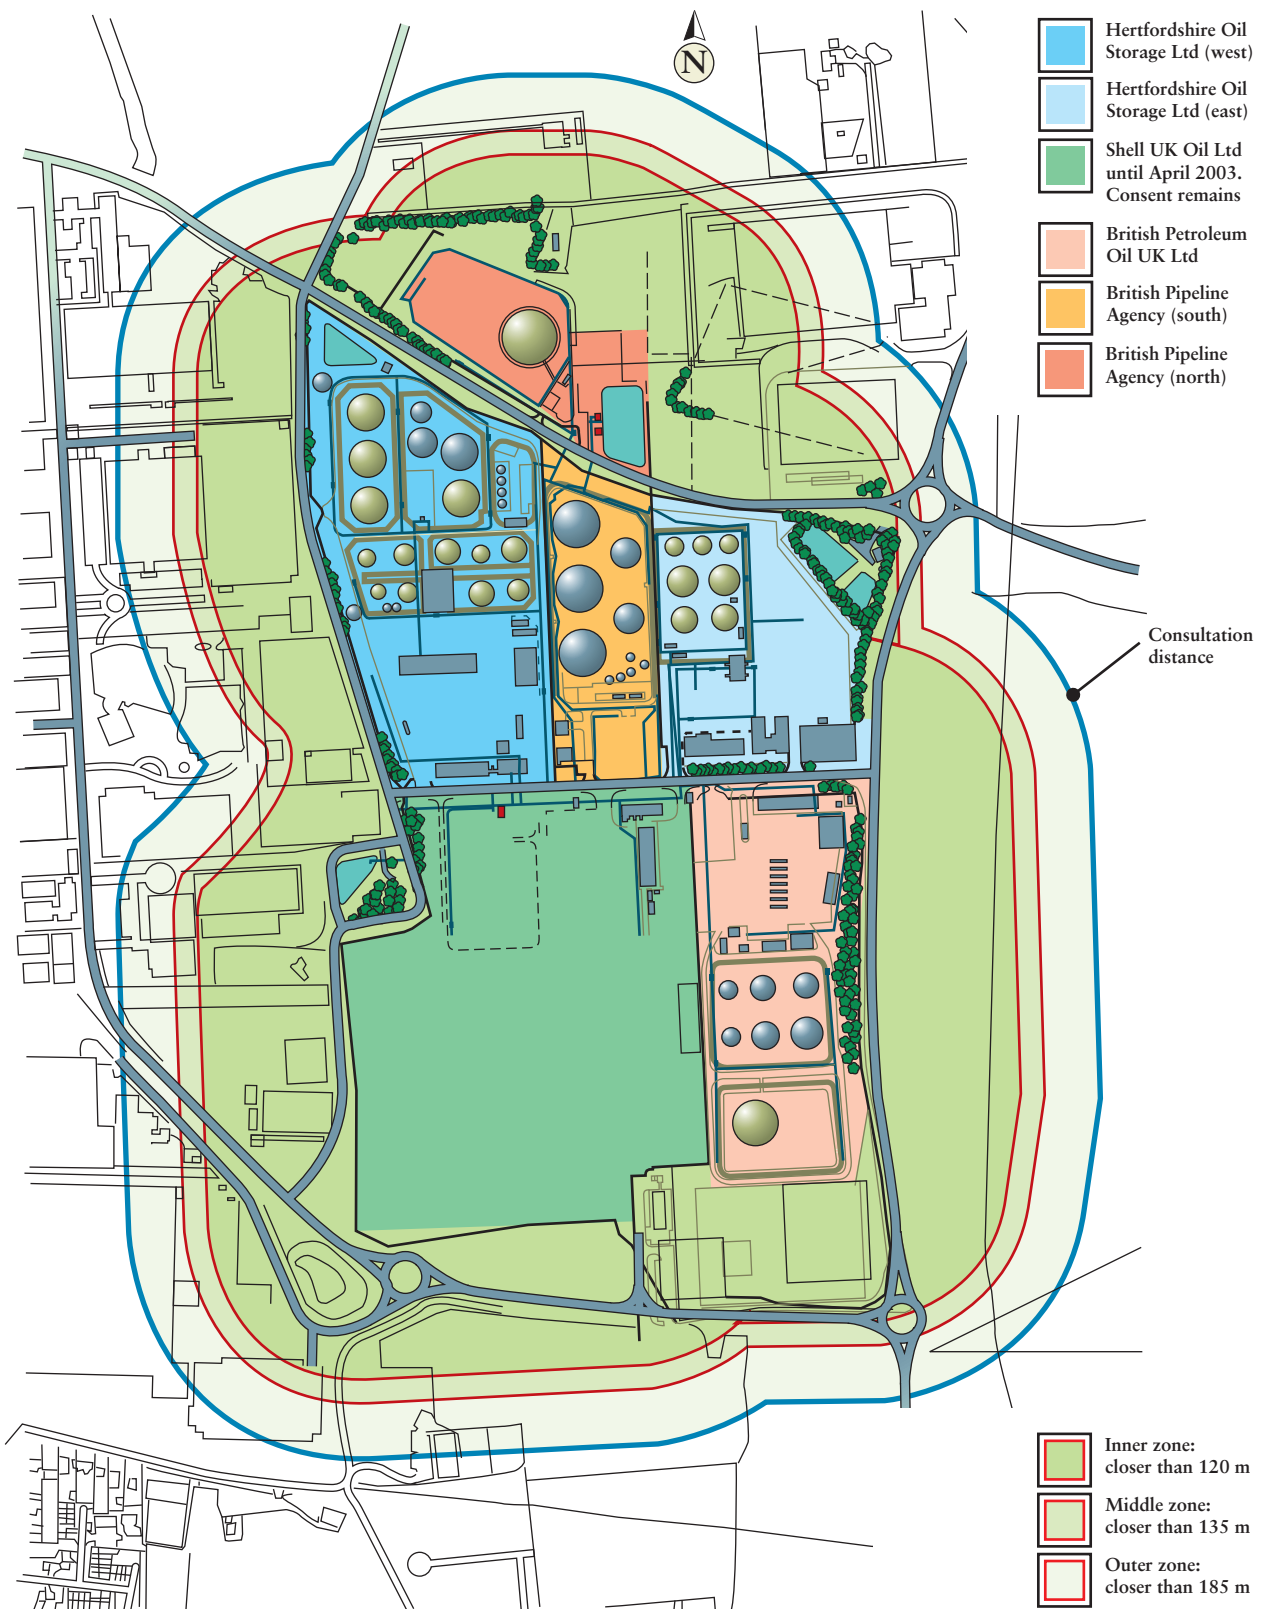 N
Hertfordshire Oil
Storage Ltd (west)
Hertfordshire Oil
Storage Ltd (east)
Shell UK Oil Ltd
until April 2003.
Consent remains
British Petroleum
Oil UK Ltd
British Pipeline
Agency (south)
British Pipeline
Agency (north)
Consultation
distance
Inner zone:
closer than 120 m
Middle zone:
closer than 135 m
Outer zone:
closer than 185 m